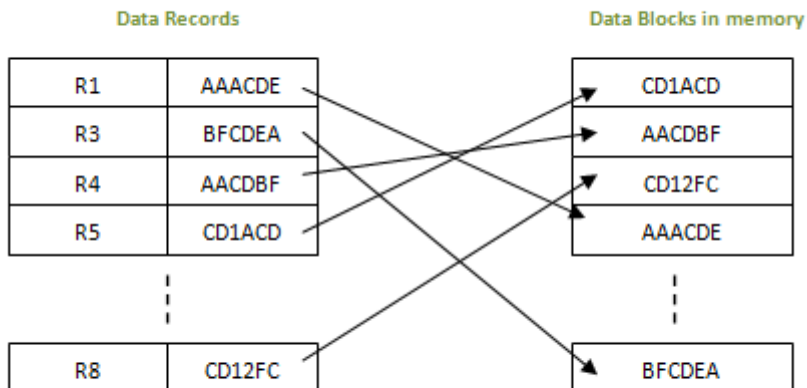 Data Records Data Blocks in memory
R1 AAACDE CD1ACD
R3 BFCDEA AACDBF
R4 AACDBF CD12FC
R5 CD1ACD AAACDE
R8 CD12FC BFCDEA